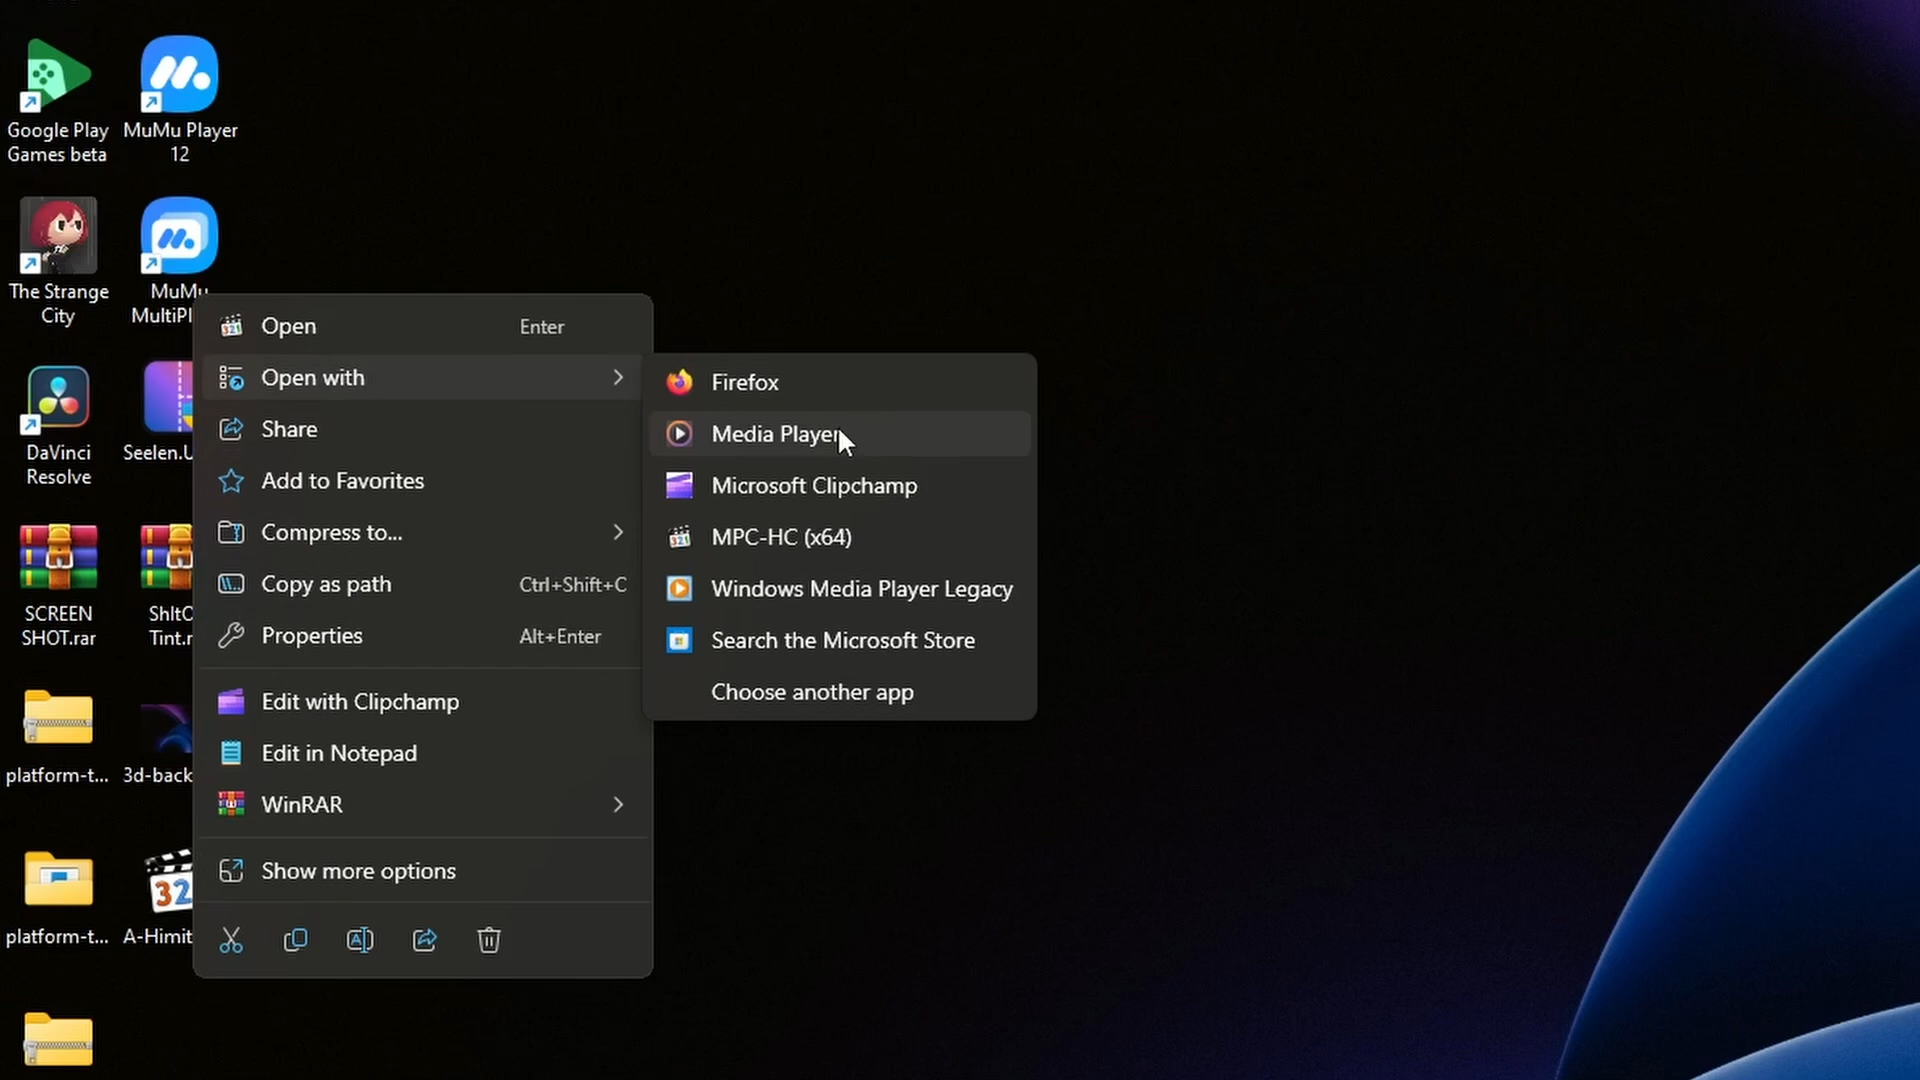 Google Play
Games beta
MuMu Player
12
The Strange
City
MuMu
MultiPl
DaVinci
Resolve
Seelen.U
SCREEN
SHOT.rar
Tint.r
platform-t...
3d-back
platform-t...
A-Himit
321
Open
Enter
Open with
Share
Add to Favorites
Compress to...
Copy as path
Ctrl+Shift+C
Properties
Alt+Enter
Edit with Clipchamp
Edit in Notepad
WinRAR
Show more options
Firefox
Media Player
Microsoft Clipchamp
321
MPC-HC (x64)
Windows Media Player Legacy
Search the Microsoft Store
Choose another app